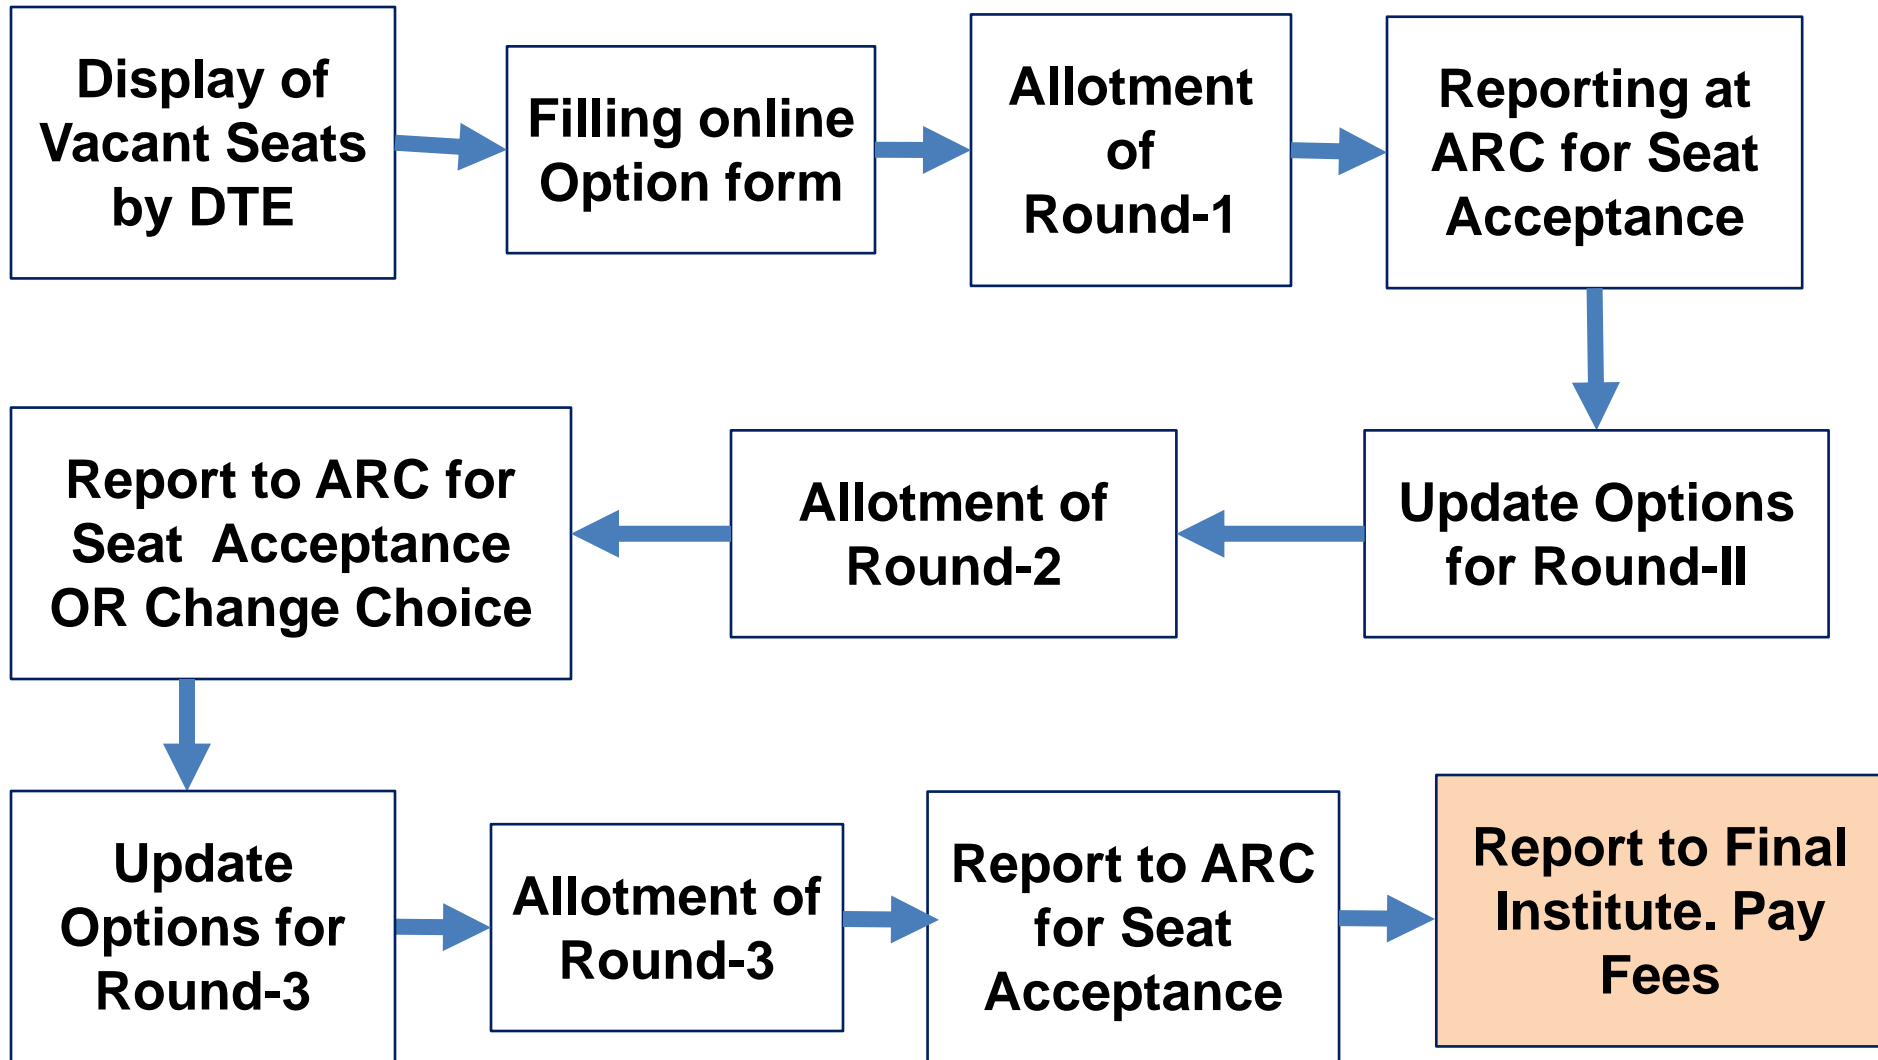 Display of
Vacant Seats
by DTE
Filling online
Option form
Allotment
of
Round-1
Reporting at
ARC for Seat
Acceptance
Update Options
for Round-II
Allotment of
Round-2
Report to ARC for
Seat  Acceptance
OR Change Choice
Update
Options for
Round-3
Allotment of
Round-3
Report to ARC
for Seat
Acceptance
Report to Final
Institute. Pay
Fees